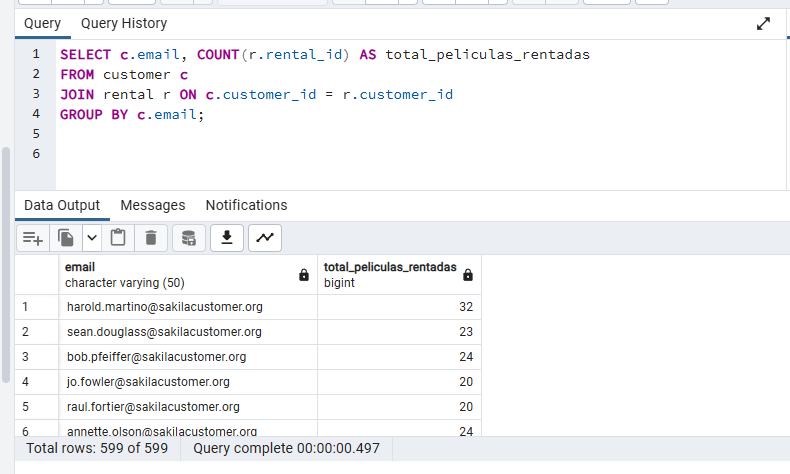 Query Query History
1 SELECT c.email, COUNT(r.rental_id) AS total_peliculas_rentadas
2 FROM customer c
3 JOIN rental r ON c.customer_id = r.customer_id
4 GROUP BY c.email;
5
6
Data Output Messages Notifications
email total_peliculas_rentadas
character varying (50) bigint
1 harold.martino@sakilacustomer.org 32
2 sean.douglass@sakilacustomer.org 23
3 bob.pfeiffer@sakilacustomer.org 24
4 jo.fowler@sakilacustomer.org 20
5 raul.fortier@sakilacustomer.org 20
6 annette.olson@sakilacustomer.org 24
Total rows: 599 of 599 Query complete 00:00:00.497